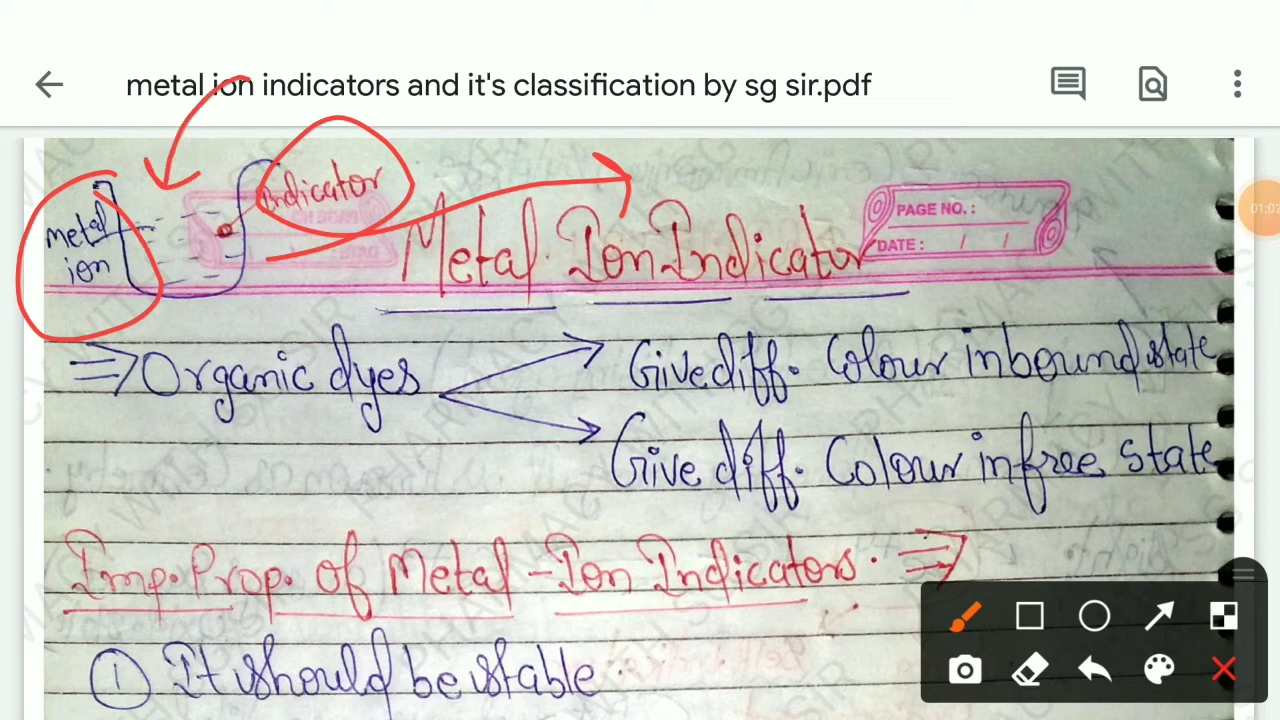 metal ion indicators and it's classification by sg sir.pdf
Indicator
Metal ion
Metal Ion Indicator
PAGE NO.:
DATE: / /
01:02
⇒ Organic dyes
Give diff. Colour in bound state
Give diff. Colour in free state
Imp. Prop. of Metal-Ion Indicators. ⇒
① It should be stable.